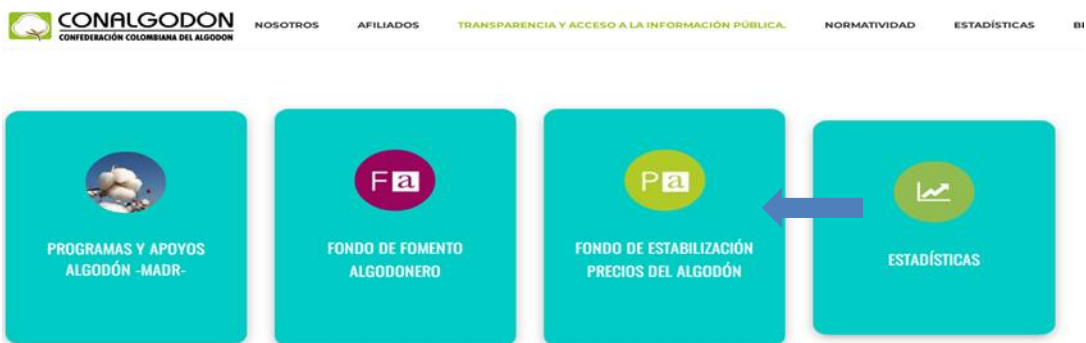 CONALGODÓN
CONFEDERACIÓN COLOMBIANA DEL ALGODON
NOSOTROS
AFILIADOS
TRANSPARENCIA Y ACCESO A LA INFORMACIÓN PÚBLICA.
NORMATIVIDAD
ESTADÍSTICAS
Fa
Pa
PROGRAMAS Y APOYOS
ALGODÓN -MADR-
FONDO DE FOMENTO
ALGODONERO
FONDO DE ESTABILIZACIÓN
PRECIOS DEL ALGODÓN
ESTADÍSTICAS